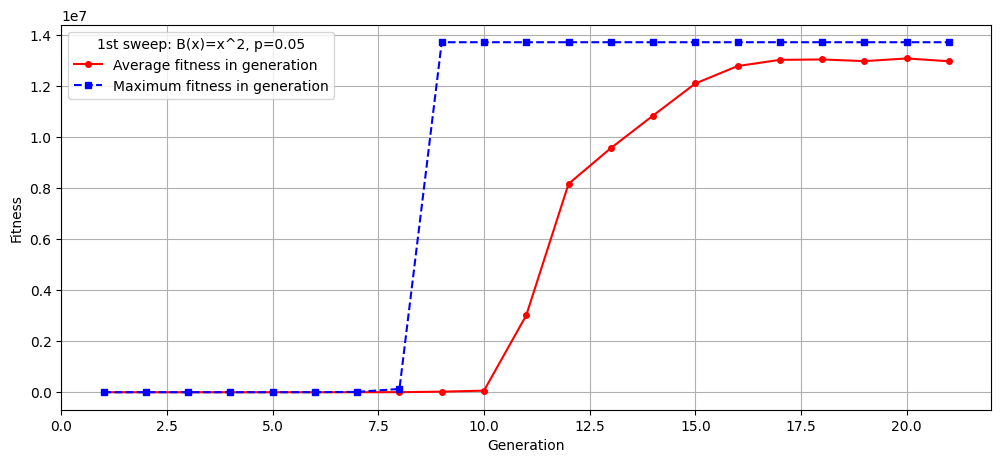 1e7
1st sweep: B(x)=x^2, p=0.05
Average fitness in generation
Maximum fitness in generation
1.4
1.2
1.0
0.8
0.6
0.4
0.2
0.0
Fitness
0.0 2.5 5.0 7.5 10.0 12.5 15.0 17.5 20.0
Generation